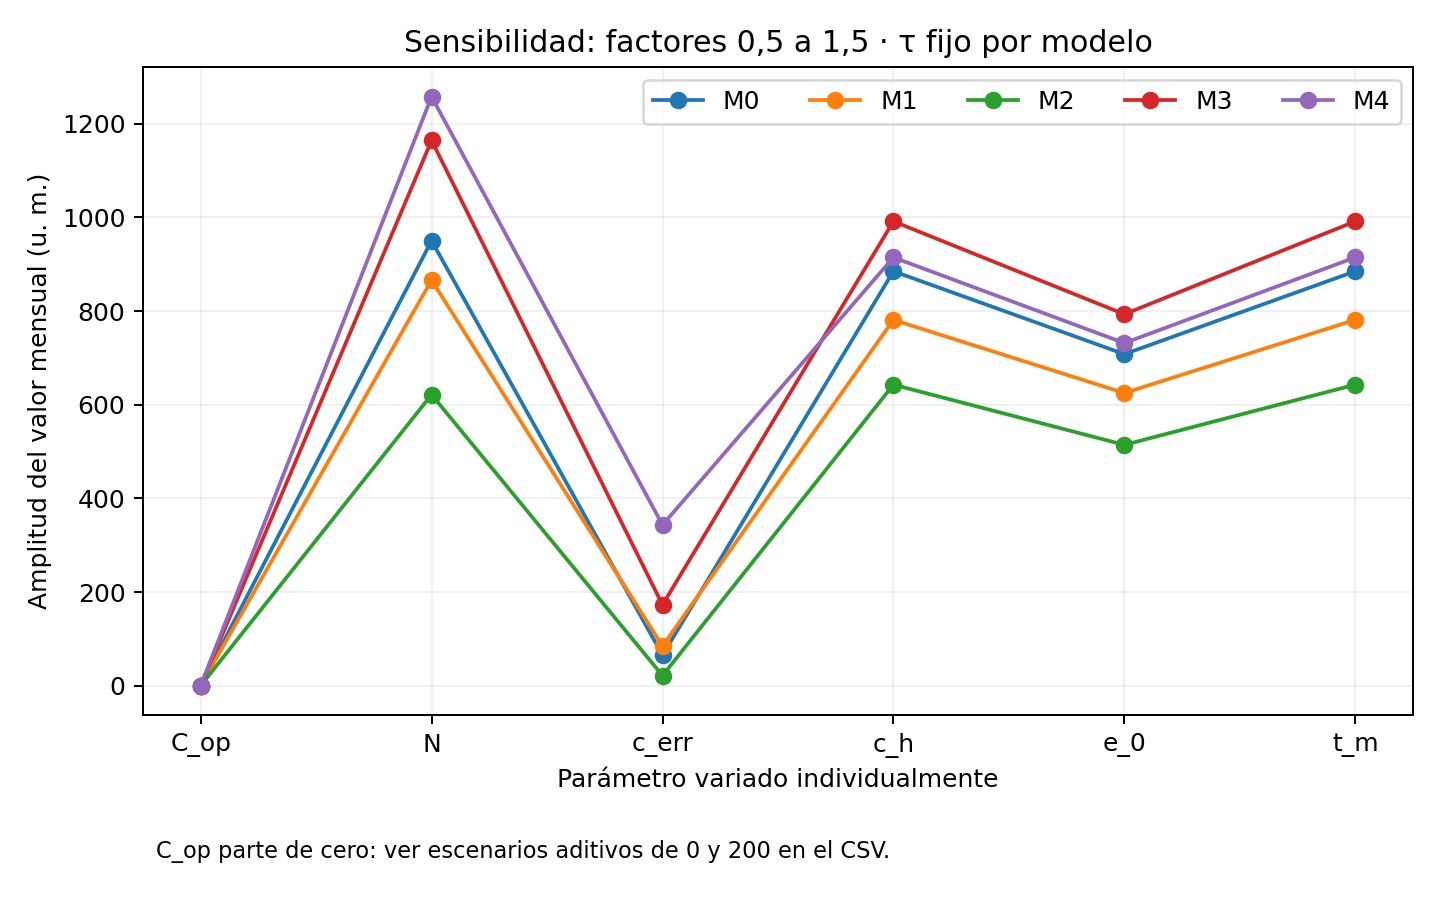 Sensibilidad: factores 0,5 a 1,5 · τ fijo por modelo
M0 M1 M2 M3 M4
Amplitud del valor mensual (u. m.)
1200
1000
800
600
400
200
0
C_op N c_err c_h e_0 t_m
Parámetro variado individualmente
C_op parte de cero: ver escenarios aditivos de 0 y 200 en el CSV.